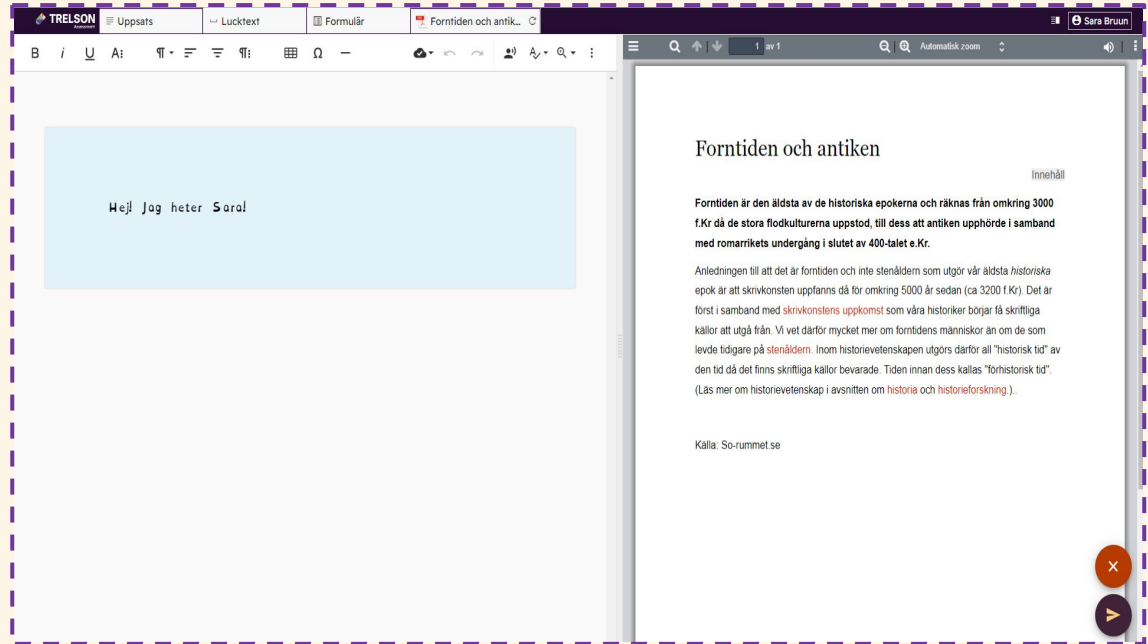 TRELSON
Assessment
Uppsats
Lucktext
Formulär
Forntiden och antik...
Sara Bruun
B i U A
1 av 1
Automatisk zoom
Hej! Jag heter Sara!
Forntiden och antiken
Innehåll
Forntiden är den äldsta av de historiska epokerna och räknas från omkring 3000
f.Kr då de stora flodkulturerna uppstod, till dess att antiken upphörde i samband
med romarrikets undergång i slutet av 400-talet e.Kr.
Anledningen till att det är forntiden och inte stenåldern som utgör vår äldsta historiska
epok är att skrivkonsten uppfanns då för omkring 5000 år sedan (ca 3200 f.Kr). Det är
först i samband med skrivkonstens uppkomst som våra historiker börjar få skriftliga
källor att utgå från. Vi vet därför mycket mer om forntidens människor än om de som
levde tidigare på stenåldern. Inom historievetenskapen utgörs därför all "historisk tid" av
den tid då det finns skriftliga källor bevarade. Tiden innan dess kallas "förhistorisk tid".
(Läs mer om historievetenskap i avsnitten om historia och historieforskning.)..
Källa: So-rummet.se